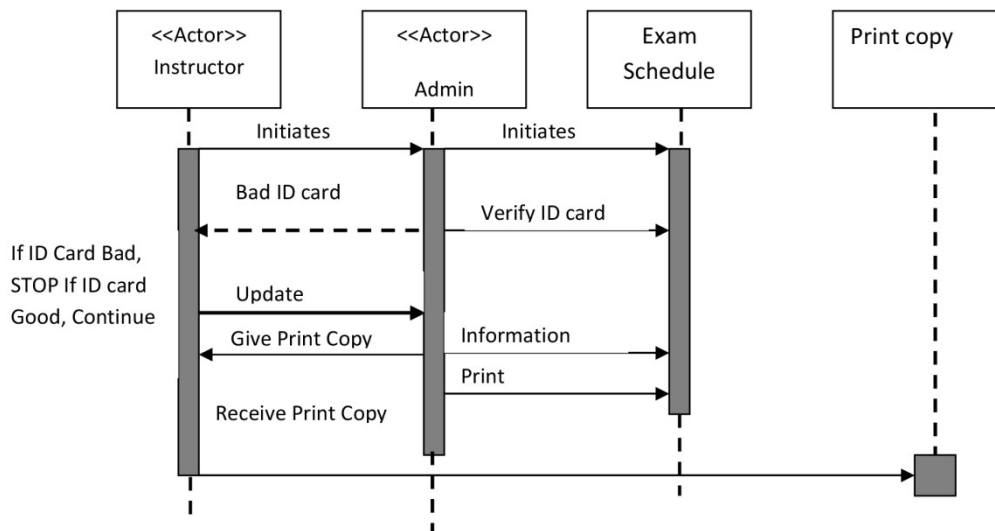 <<Actor>>
Instructor
<<Actor>>
Admin
Exam
Schedule
Print copy
Initiates
Initiates
Bad ID card
Verify ID card
If ID Card Bad,
STOP If ID card
Good, Continue
Update
Give Print Copy
Information
Print
Receive Print Copy